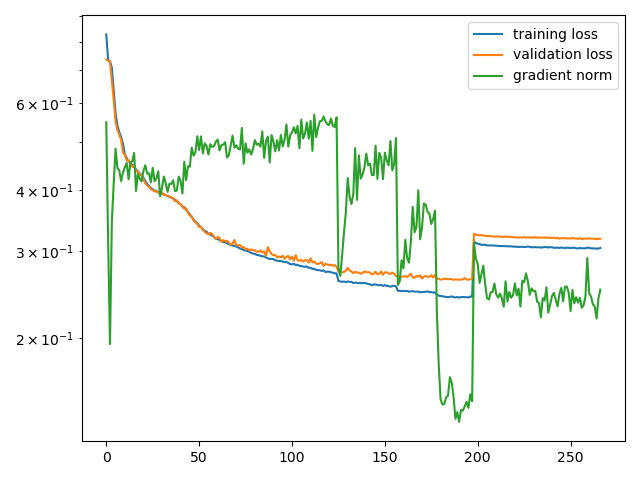 training loss
validation loss
gradient norm
6 × 10⁻¹
4 × 10⁻¹
3 × 10⁻¹
2 × 10⁻¹
0 50 100 150 200 250